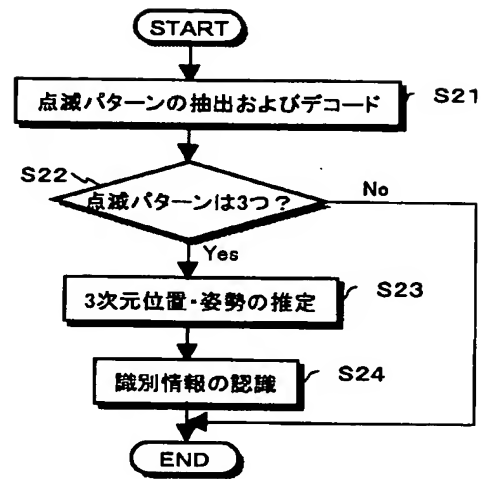 START
点滅パターンの抽出およびデコード
S21
S22
点滅パターンは3つ?
No
Yes
3次元位置・姿勢の推定
S23
識別情報の認識
S24
END